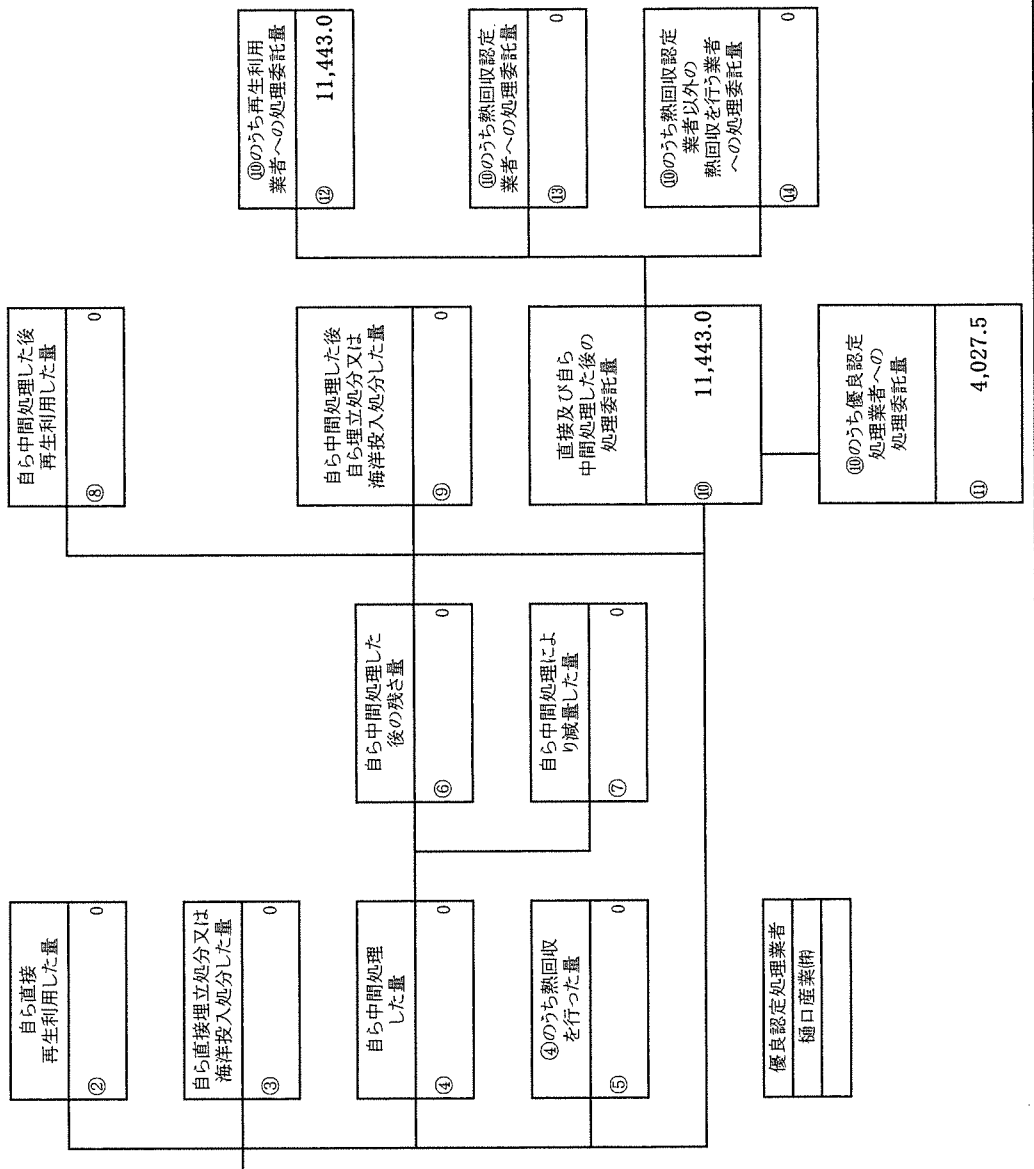 自ら直接
再生利用した量
②
0
自ら直接埋立処分又は
海洋投入処分した量
③
0
自ら中間処理
した量
④
0
④のうち熱回収
を行った量
⑤
0
優良認定処理業者
樋口産業㈱
自ら中間処理した
後の残さ量
⑥
0
自ら中間処理によ
り減量した量
⑦
0
自ら中間処理した後
再生利用した量
⑧
0
自ら中間処理した後
自ら埋立処分又は
海洋投入処分した量
⑨
0
直接及び自ら
中間処理した後の
処理委託量
⑩
11,443.0
⑩のうち優良認定
処理業者への
処理委託量
⑪
4,027.5
⑩のうち再生利用
業者への処理委託量
⑫
11,443.0
⑩のうち熱回収認定
業者への処理委託量
⑬
0
⑩のうち熱回収認定
業者以外の
熱回収を行う業者
への処理委託量
⑭
0